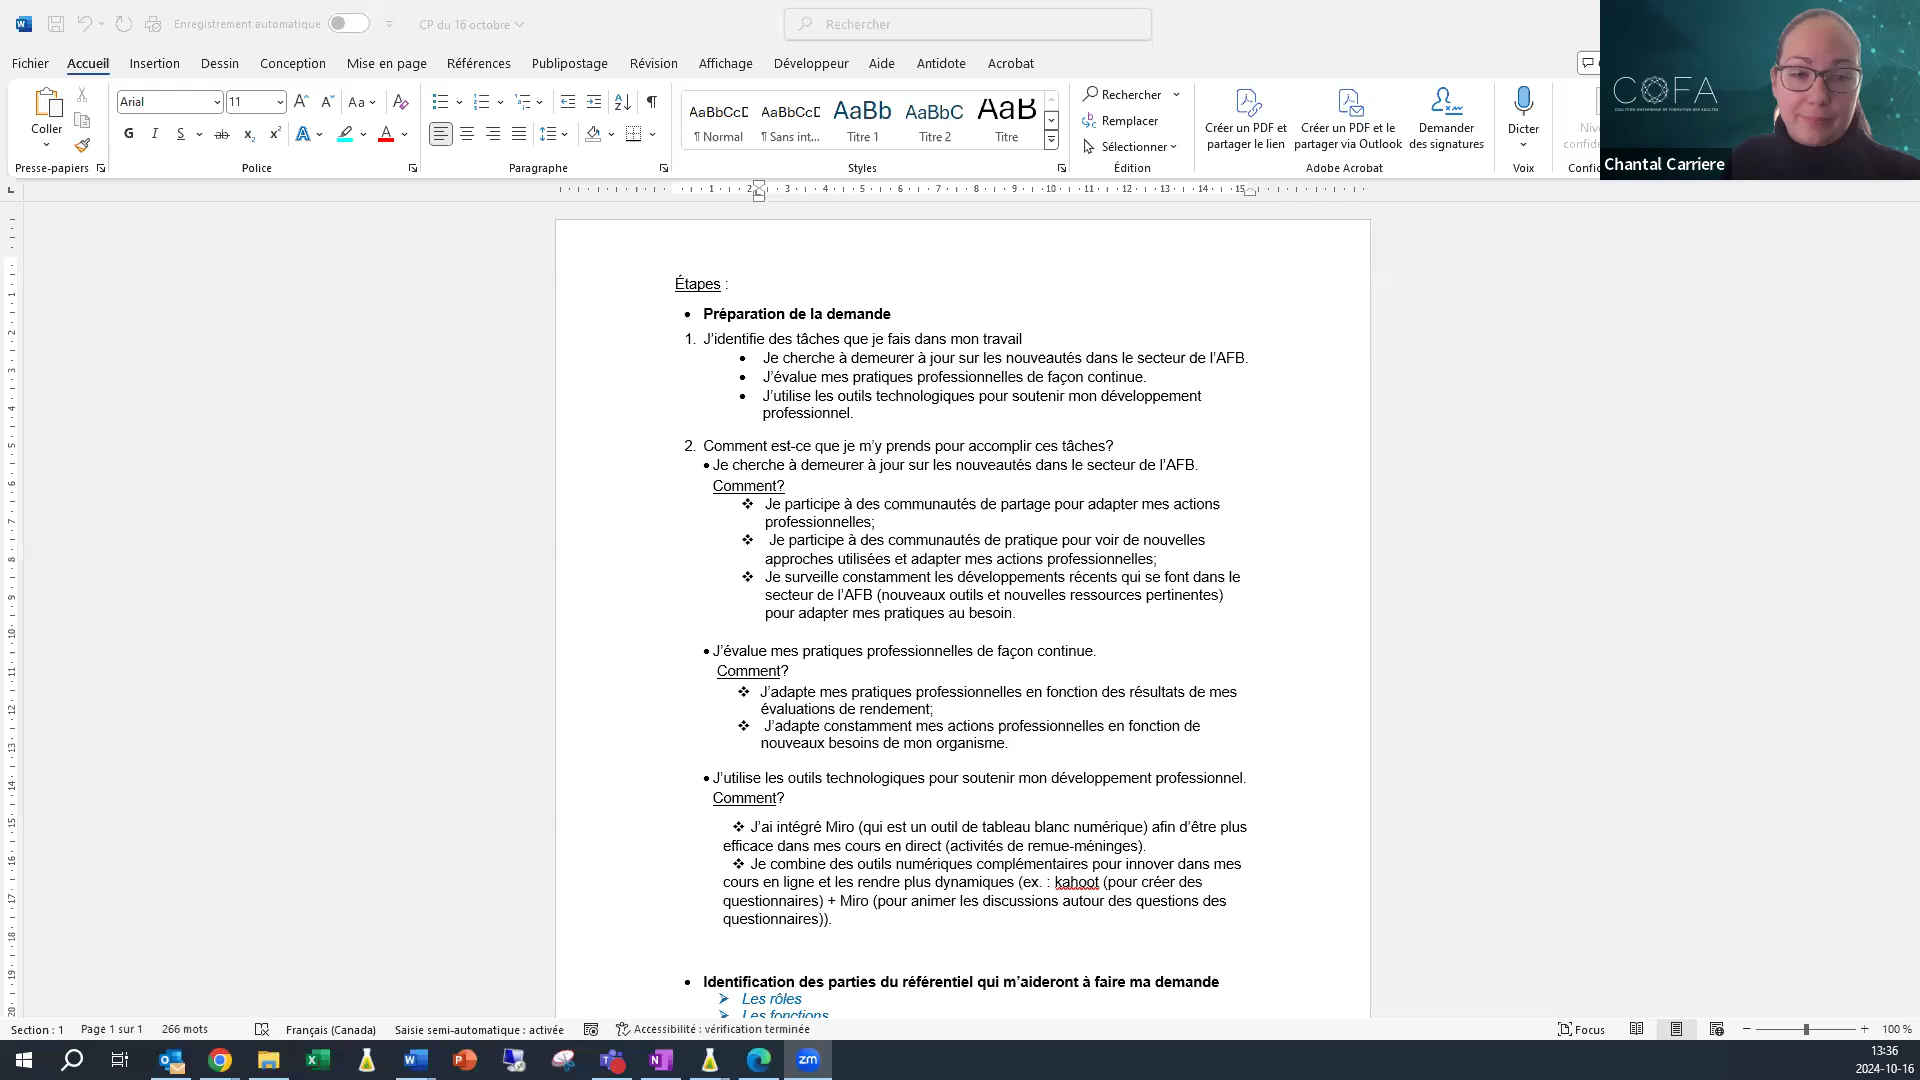 Enregistrement automatique
CP du 16 octobre
Rechercher
Fichier Accueil Insertion Dessin Conception Mise en page Références Publipostage Révision Affichage Développeur Aide Antidote Acrobat
Coller
Presse-papiers
Arial 11
Police
Paragraphe
AaBbCcD AaBbCcD AaBb AaBbC AaB
¶ Normal ¶ Sans int... Titre 1 Titre 2 Titre
Styles
Rechercher
Remplacer
Sélectionner
Édition
Créer un PDF et partager le lien
Créer un PDF et le partager via Outlook
Demander des signatures
Adobe Acrobat
Dicter
Voix
COFA
COALITION ONTARIENNE DE FORMATION DES ADULTES
Chantal Carriere
Étapes :
• Préparation de la demande
1. J’identifie des tâches que je fais dans mon travail
• Je cherche à demeurer à jour sur les nouveautés dans le secteur de l’AFB.
• J’évalue mes pratiques professionnelles de façon continue.
• J’utilise les outils technologiques pour soutenir mon développement
professionnel.
2. Comment est-ce que je m’y prends pour accomplir ces tâches?
• Je cherche à demeurer à jour sur les nouveautés dans le secteur de l’AFB.
Comment?
❖ Je participe à des communautés de partage pour adapter mes actions
professionnelles;
❖ Je participe à des communautés de pratique pour voir de nouvelles
approches utilisées et adapter mes actions professionnelles;
❖ Je surveille constamment les développements récents qui se font dans le
secteur de l’AFB (nouveaux outils et nouvelles ressources pertinentes)
pour adapter mes pratiques au besoin.
• J’évalue mes pratiques professionnelles de façon continue.
Comment?
❖ J’adapte mes pratiques professionnelles en fonction des résultats de mes
évaluations de rendement;
❖ J’adapte constamment mes actions professionnelles en fonction de
nouveaux besoins de mon organisme.
• J’utilise les outils technologiques pour soutenir mon développement professionnel.
Comment?
❖ J’ai intégré Miro (qui est un outil de tableau blanc numérique) afin d’être plus
efficace dans mes cours en direct (activités de remue-méninges).
❖ Je combine des outils numériques complémentaires pour innover dans mes
cours en ligne et les rendre plus dynamiques (ex. : kahoot (pour créer des
questionnaires) + Miro (pour animer les discussions autour des questions des
questionnaires)).
• Identification des parties du référentiel qui m’aideront à faire ma demande
➢ Les rôles
➢ Les fonctions
Section : 1 Page 1 sur 1 266 mots Français (Canada) Saisie semi-automatique : activée Accessibilité : vérification terminée Focus 100 %
13:36
2024-10-16